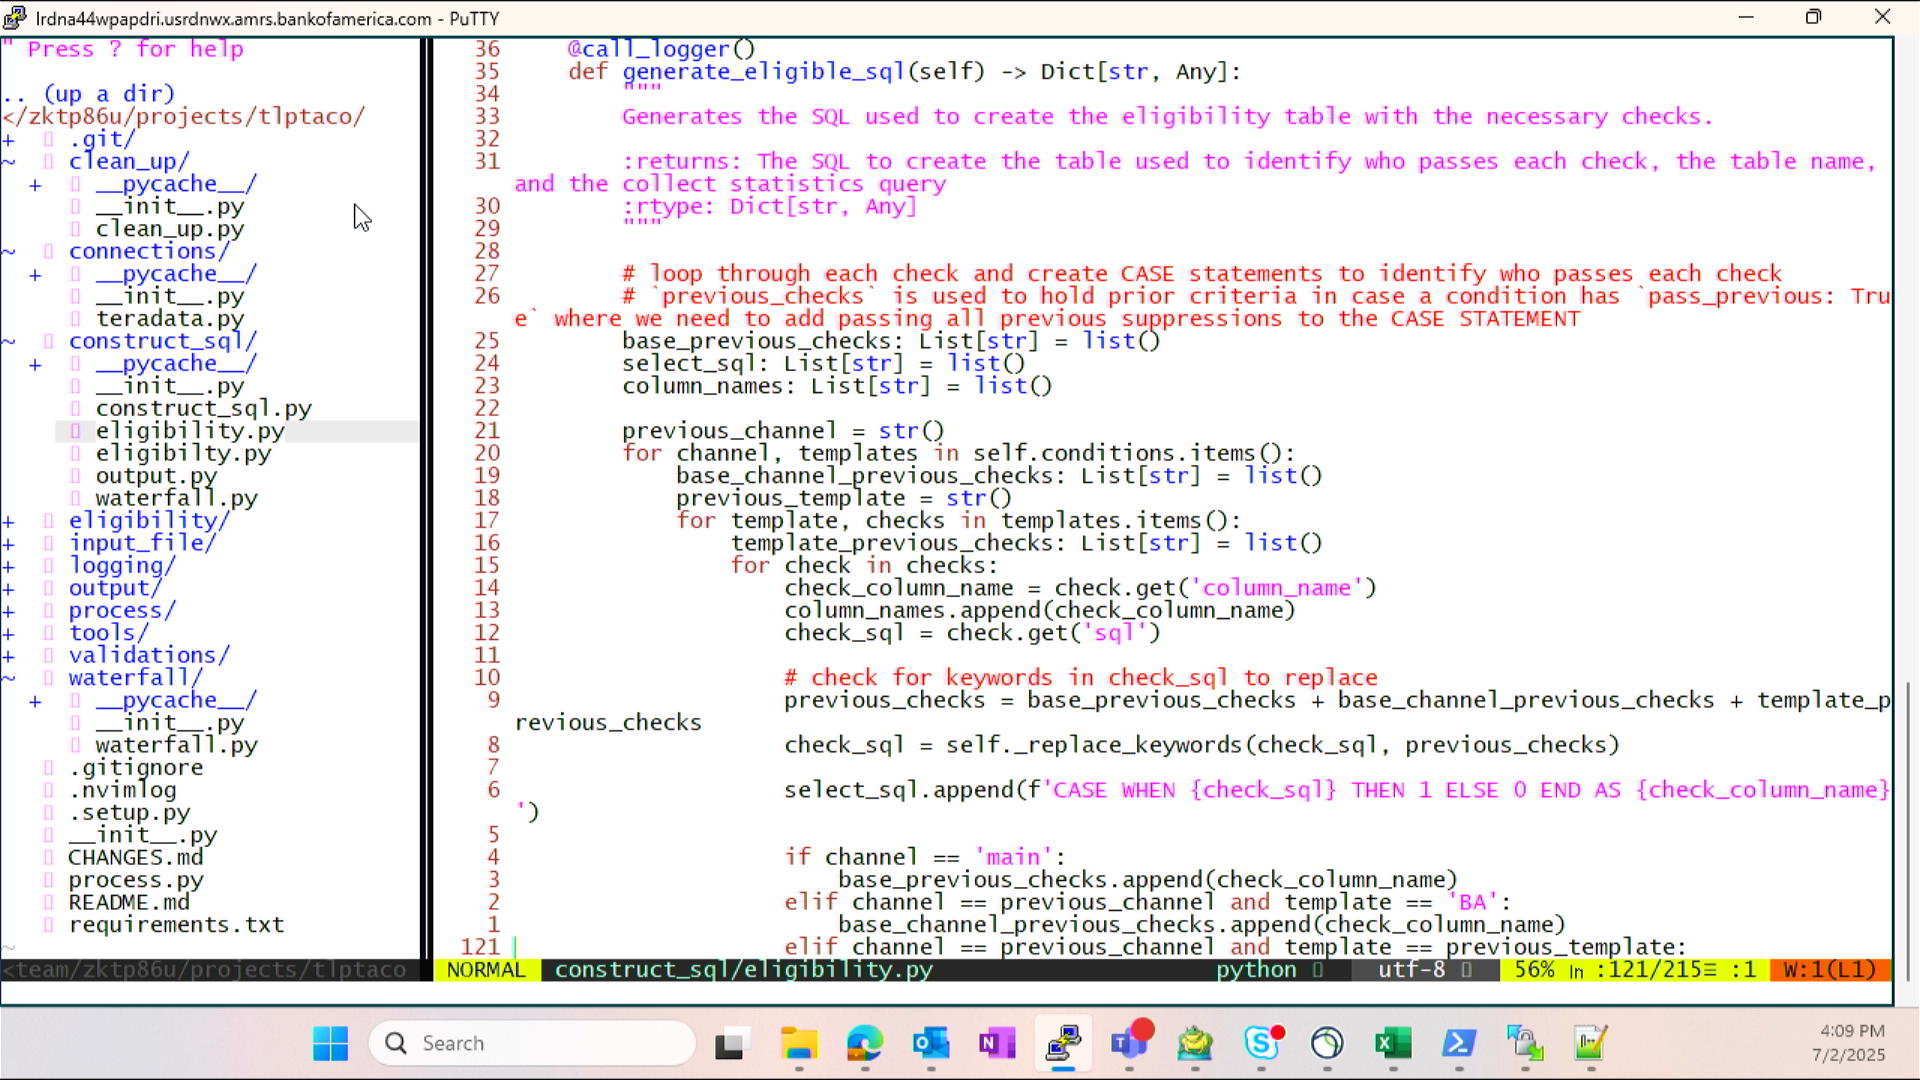 lrdna44wpapdri.usrdnwx.amrs.bankofamerica.com - PuTTY
" Press ? for help
.. (up a dir)
</zktp86u/projects/tlptaco/
+ .git/
~ clean_up/
+ __pycache__/
__init__.py
clean_up.py
~ connections/
+ __pycache__/
__init__.py
teradata.py
~ construct_sql/
+ __pycache__/
__init__.py
construct_sql.py
eligibility.py
eligibilty.py
output.py
waterfall.py
+ eligibility/
+ input_file/
+ logging/
+ output/
+ process/
+ tools/
+ validations/
~ waterfall/
+ __pycache__/
__init__.py
waterfall.py
.gitignore
.nvimlog
.setup.py
__init__.py
CHANGES.md
process.py
README.md
requirements.txt
~
<team/zktp86u/projects/tlptaco
36 @call_logger()
35 def generate_eligible_sql(self) -> Dict[str, Any]:
34 """
33 Generates the SQL used to create the eligibility table with the necessary checks.
32
31 :returns: The SQL to create the table used to identify who passes each check, the table name,
and the collect statistics query
30 :rtype: Dict[str, Any]
29 """
28
27 # loop through each check and create CASE statements to identify who passes each check
26 # `previous_checks` is used to hold prior criteria in case a condition has `pass_previous: Tru
e` where we need to add passing all previous suppressions to the CASE STATEMENT
25 base_previous_checks: List[str] = list()
24 select_sql: List[str] = list()
23 column_names: List[str] = list()
22
21 previous_channel = str()
20 for channel, templates in self.conditions.items():
19 base_channel_previous_checks: List[str] = list()
18 previous_template = str()
17 for template, checks in templates.items():
16 template_previous_checks: List[str] = list()
15 for check in checks:
14 check_column_name = check.get('column_name')
13 column_names.append(check_column_name)
12 check_sql = check.get('sql')
11
10 # check for keywords in check_sql to replace
9 previous_checks = base_previous_checks + base_channel_previous_checks + template_p
revious_checks
8 check_sql = self._replace_keywords(check_sql, previous_checks)
7
6 select_sql.append(f'CASE WHEN {check_sql} THEN 1 ELSE 0 END AS {check_column_name}
')
5
4 if channel == 'main':
3 base_previous_checks.append(check_column_name)
2 elif channel == previous_channel and template == 'BA':
1 base_channel_previous_checks.append(check_column_name)
121 elif channel == previous_channel and template == previous_template:
NORMAL construct_sql/eligibility.py python utf-8 56% ln :121/215≡ :1 W:1(L1)
Search
4:09 PM
7/2/2025